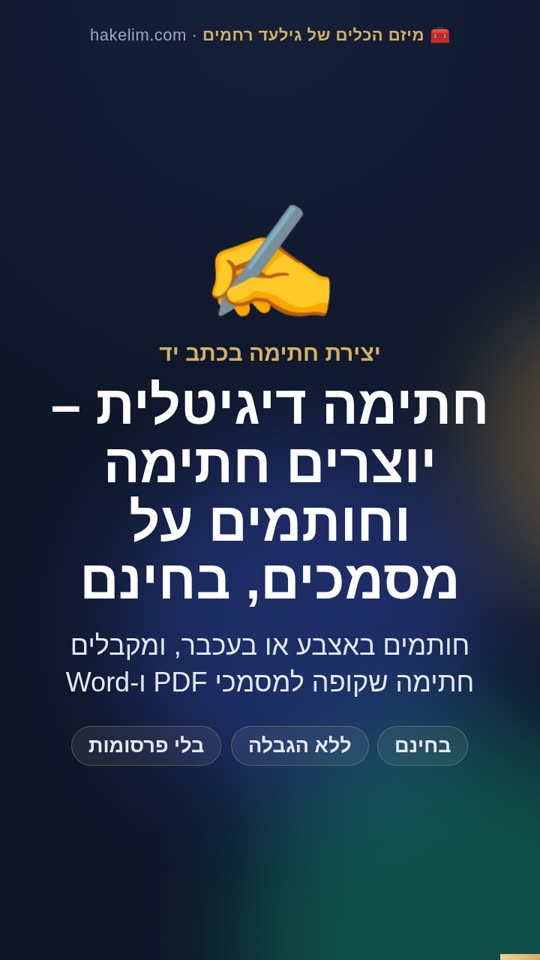 🧰 מיזם הכלים של גילעד רחמים · hakelim.com
יצירת חתימה בכתב יד
חתימה דיגיטלית –
יוצרים חתימה
וחותמים על
מסמכים, בחינם
חותמים באצבע או בעכבר, ומקבלים
חתימה שקופה למסמכי PDF ו-Word
בחינם
ללא הגבלה
בלי פרסומות